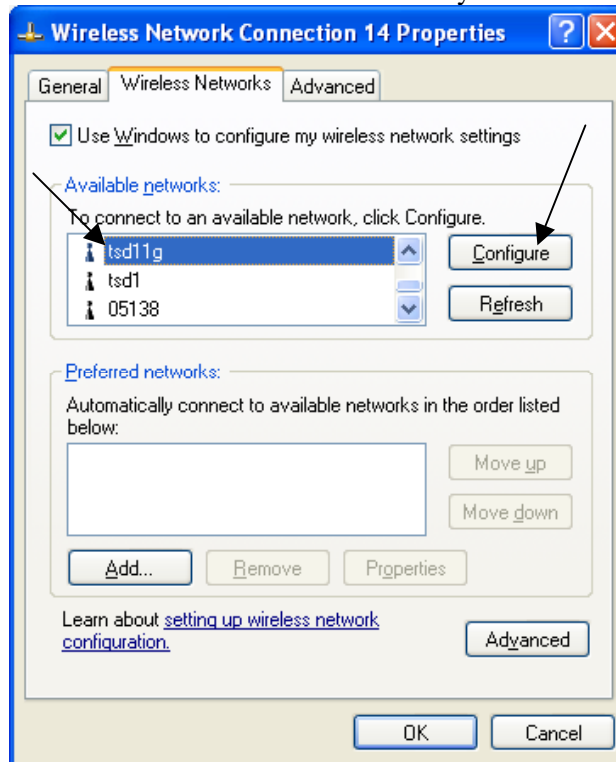 Wireless Network Connection 14 Properties
General Wireless Networks Advanced
Use Windows to configure my wireless network settings
Available networks:
To connect to an available network, click Configure.
tsd11g
tsd1
05138
Configure
Refresh
Preferred networks:
Automatically connect to available networks in the order listed
below:
Move up
Move down
Add... Remove Properties
Learn about setting up wireless network
configuration.
Advanced
OK Cancel